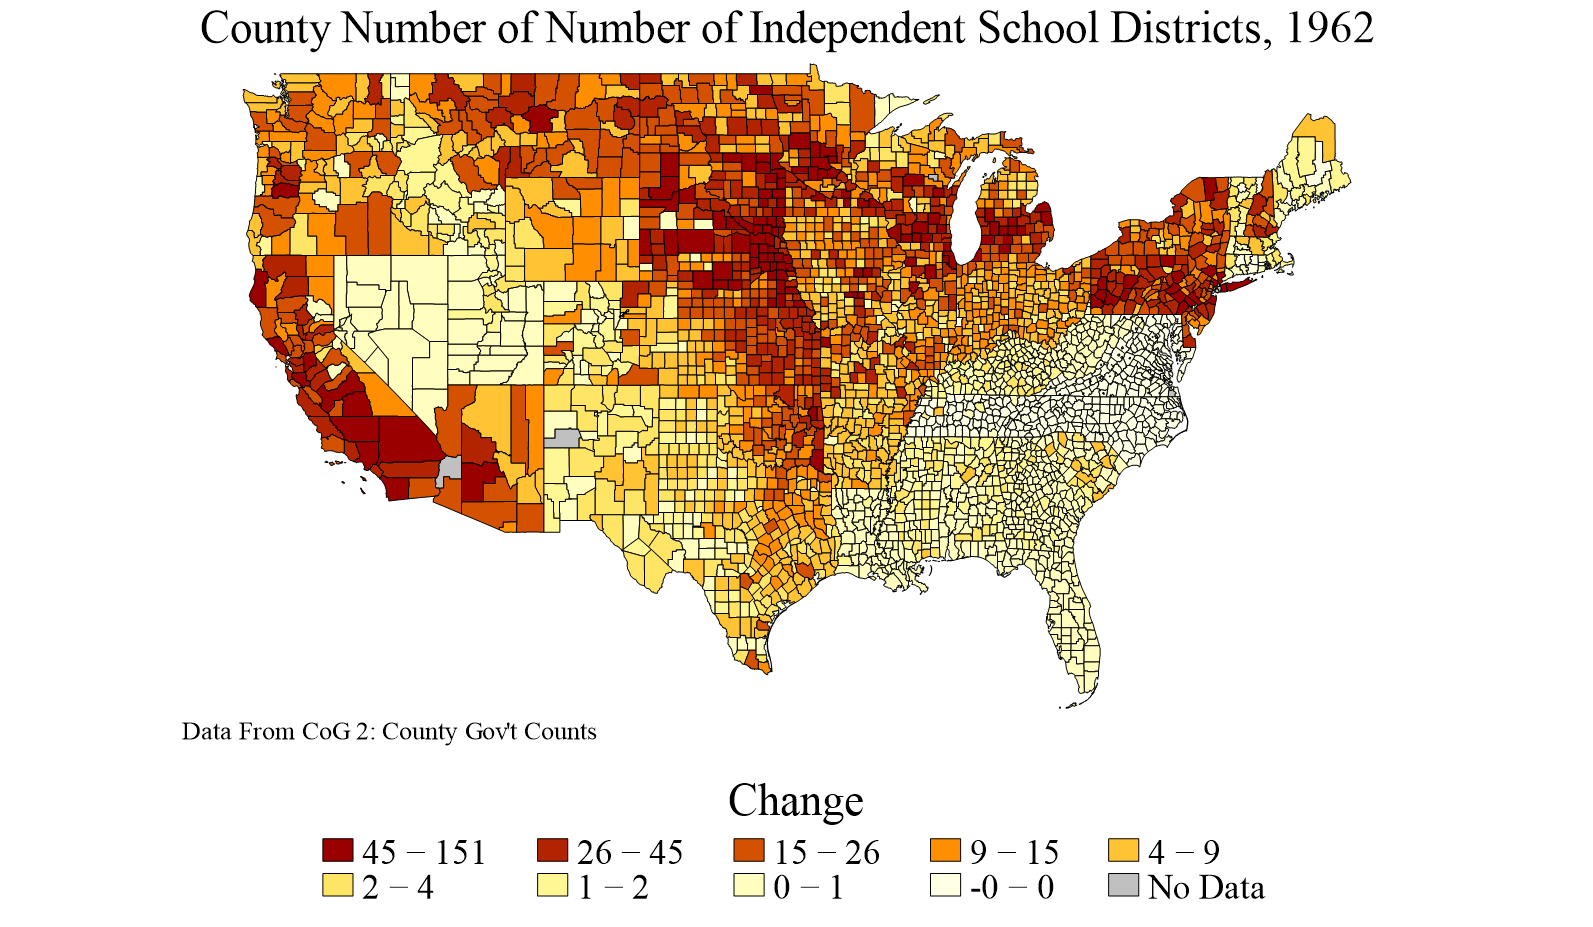 County Number of Number of Independent School Districts, 1962
Data From CoG 2: County Gov't Counts
Change
45 − 151 26 − 45 15 − 26 9 − 15 4 − 9
2 − 4 1 − 2 0 − 1 -0 − 0 No Data